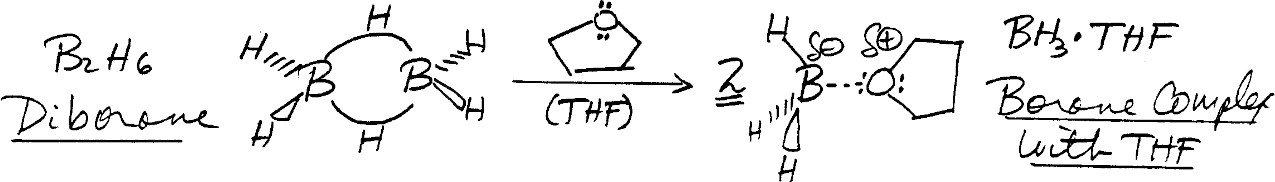 B2H6
Diborane
H
H
H
B
B
H
H
H
(THF)
2
H
δ⊖
δ⊕
B
O
H
H
BH3·THF
Borane Complex
with THF